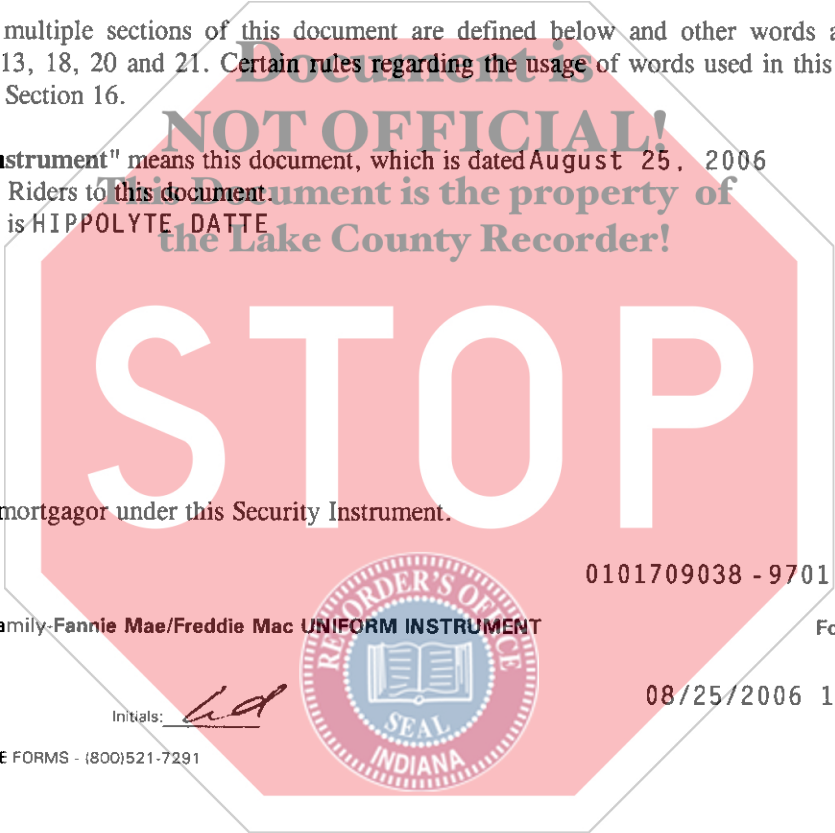 multiple sections of this document are defined below and other words a
Document is
13, 18, 20 and 21. Certain rules regarding the usage of words used in this
Section 16.
NOT OFFICIAL!
strument" means this document, which is dated August 25, 2006
Riders to this document.
This Document is the property of
is HIPPOLYTE DATTE
the Lake County Recorder!
STOP
mortgagor under this Security Instrument.
0101709038 - 9701
amily-Fannie Mae/Freddie Mac UNIFORM INSTRUMENT
Fo
RECORDER'S OFFICE
SEAL
INDIANA
08/25/2006 1
Initials:
E FORMS - (800)521-7291